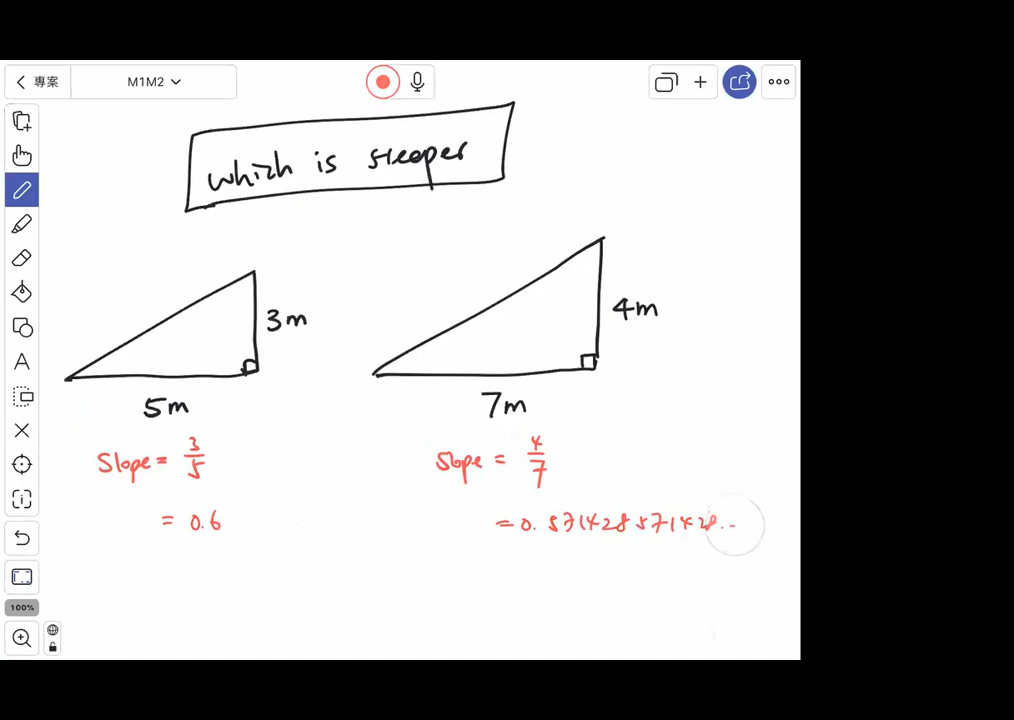 專案
M1M2
which is steeper
3m
4m
5m
7m
Slope = 3/5
Slope = 4/7
= 0.6
= 0.571428571428...
A
100%